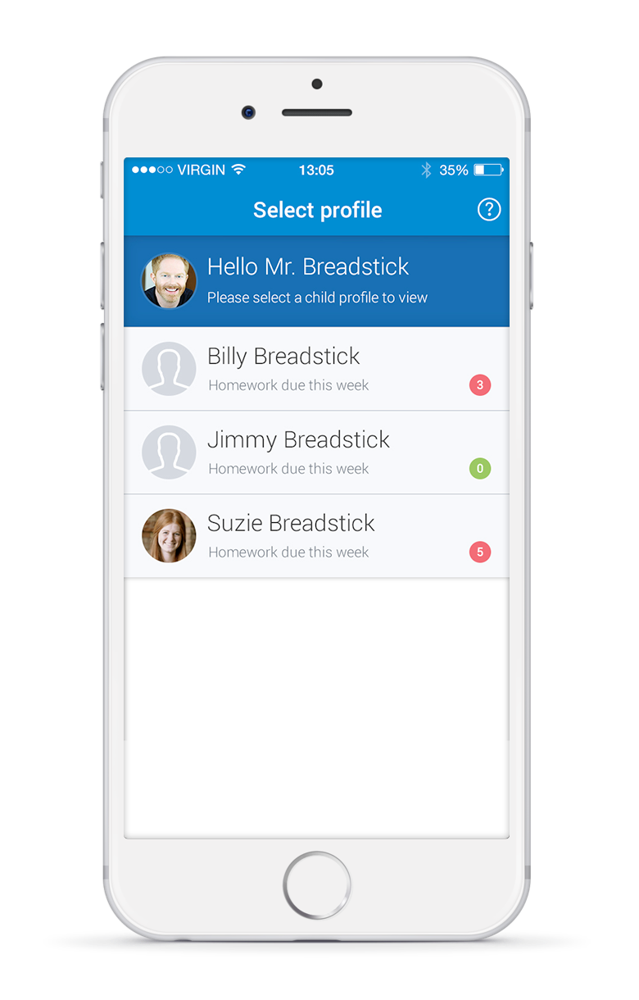 VIRGIN 13:05 35%
Select profile ?
Hello Mr. Breadstick
Please select a child profile to view
Billy Breadstick
Homework due this week 3
Jimmy Breadstick
Homework due this week 0
Suzie Breadstick
Homework due this week 5